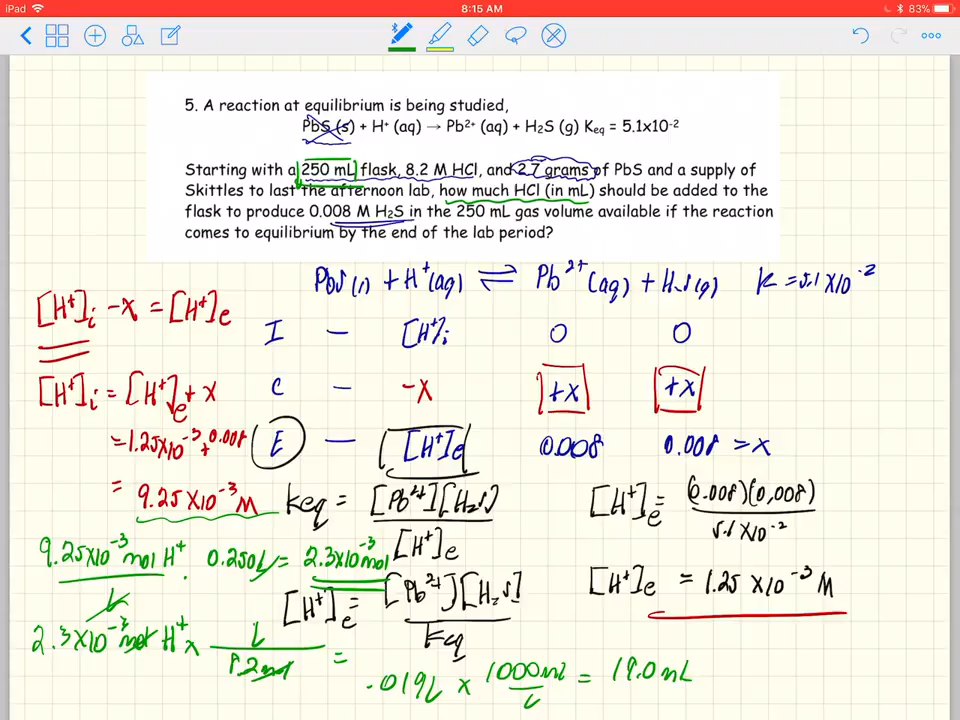 iPad 8:15 AM 83%
5. A reaction at equilibrium is being studied,
PbS (s) + H⁺ (aq) → Pb²⁺ (aq) + H2S (g) Keq = 5.1x10⁻²
Starting with a 250 mL flask, 8.2 M HCl, and 2.7 grams of PbS and a supply of
Skittles to last the afternoon lab, how much HCl (in mL) should be added to the
flask to produce 0.008 M H₂S in the 250 mL gas volume available if the reaction
comes to equilibrium by the end of the lab period?
PbS(s) + H⁺(aq) ⇌ Pb²⁺(aq) + H₂S(g) K = 5.1 x 10⁻²
[H⁺]i - x = [H⁺]e
I — [H⁺]i 0 0
[H⁺]i = [H⁺]e + x
C — -x +x +x
= 1.25x10⁻³ + 0.008
E — [H⁺]e 0.008 0.008 = x
= 9.25x10⁻³ M
Keq = [Pb²⁺][H₂S] / [H⁺]e
[H⁺]e = (0.008)(0.008) / 5.1 x 10⁻²
9.25x10⁻³ mol H⁺ / L · 0.250L = 2.3x10⁻³ mol
[H⁺]e = [Pb²⁺][H₂S] / Keq
[H⁺]e = 1.25 x 10⁻³ M
2.3x10⁻³ mol H⁺ x L / 8.2 mol =
.019L x 1000 mL / L = 19.0 mL